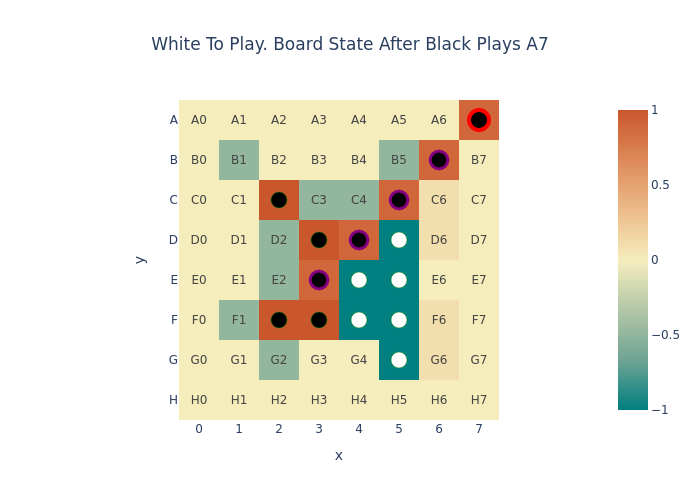 White To Play. Board State After Black Plays A7
A A0 A1 A2 A3 A4 A5 A6
B B0 B1 B2 B3 B4 B5 B7
C C0 C1 C3 C4 C6 C7
D D0 D1 D2 D6 D7
E E0 E1 E2 E6 E7
F F0 F1 F6 F7
G G0 G1 G2 G3 G4 G6 G7
H H0 H1 H2 H3 H4 H5 H6 H7
0 1 2 3 4 5 6 7
x
y
1
0.5
0
−0.5
−1